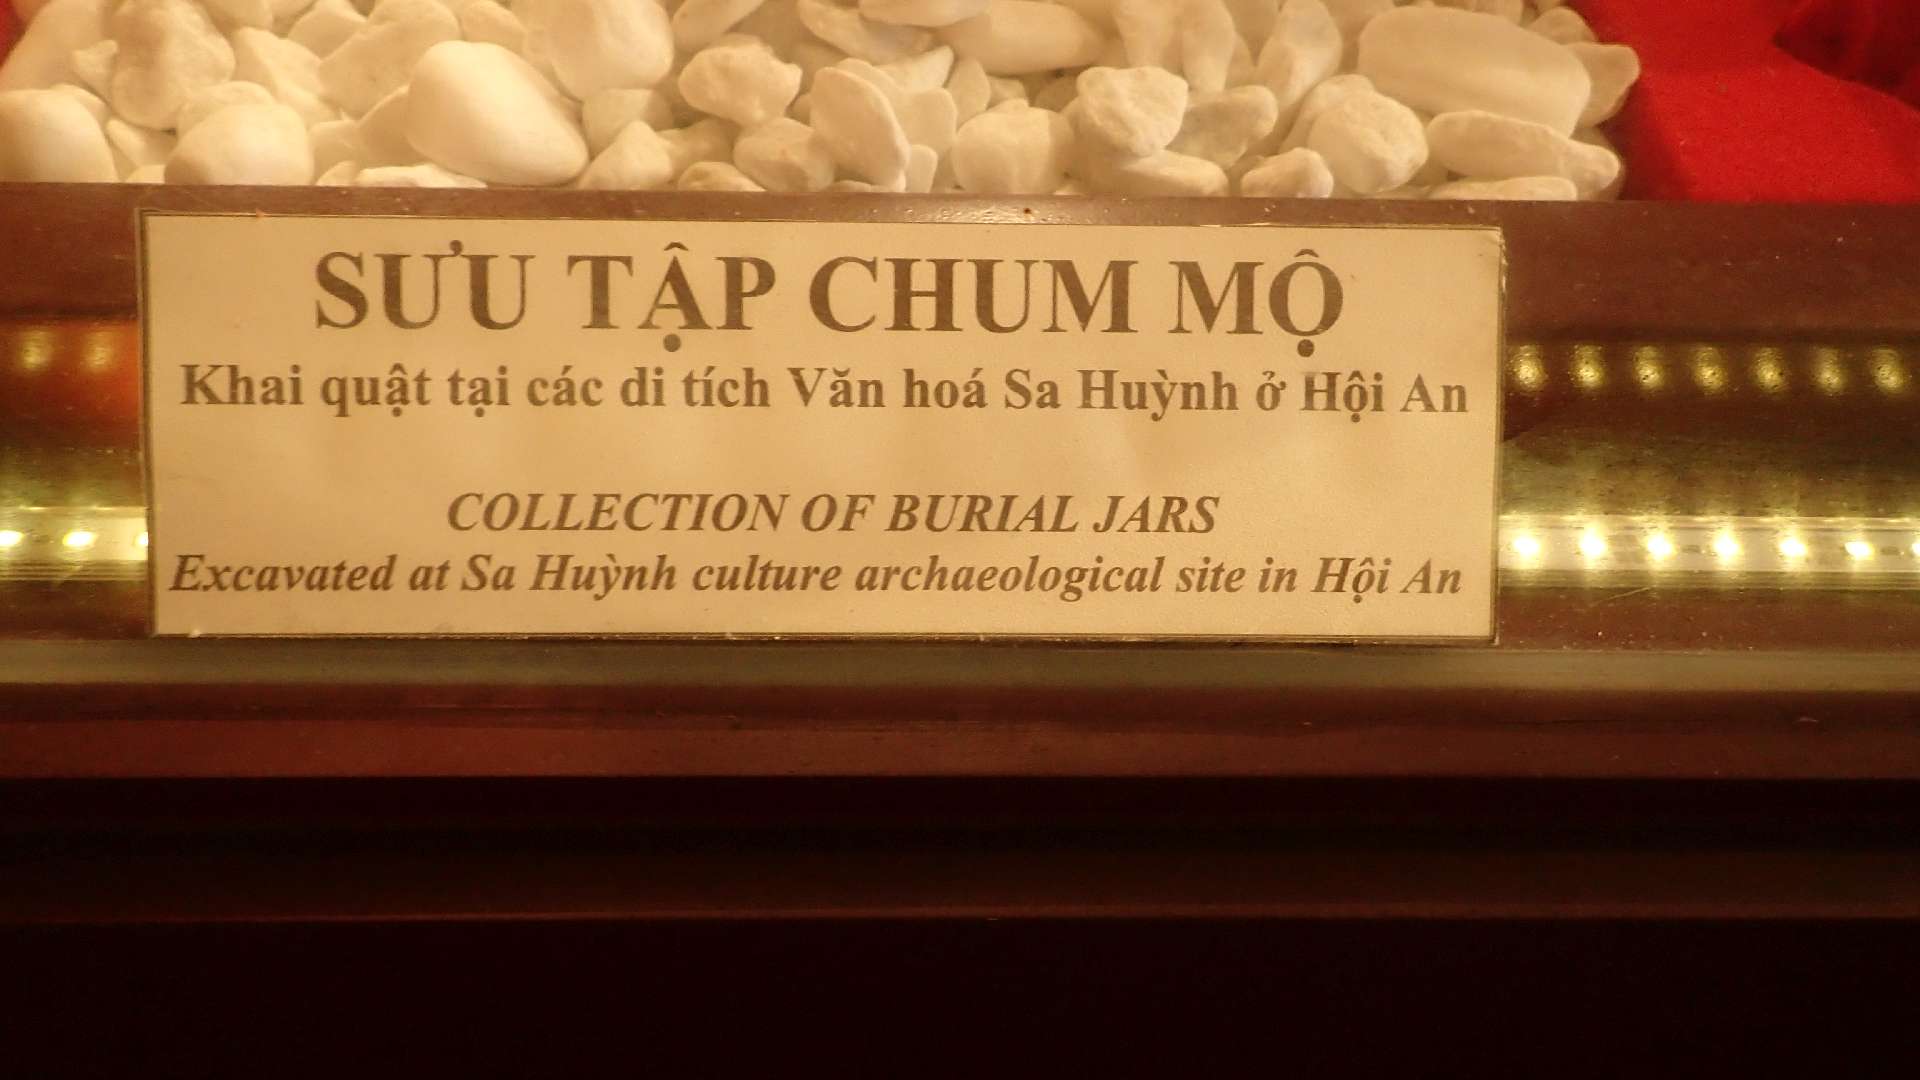 SƯU TẬP CHUM MỘ
Khai quật tại các di tích Văn hoá Sa Huỳnh ở Hội An
COLLECTION OF BURIAL JARS
Excavated at Sa Huỳnh culture archaeological site in Hội An